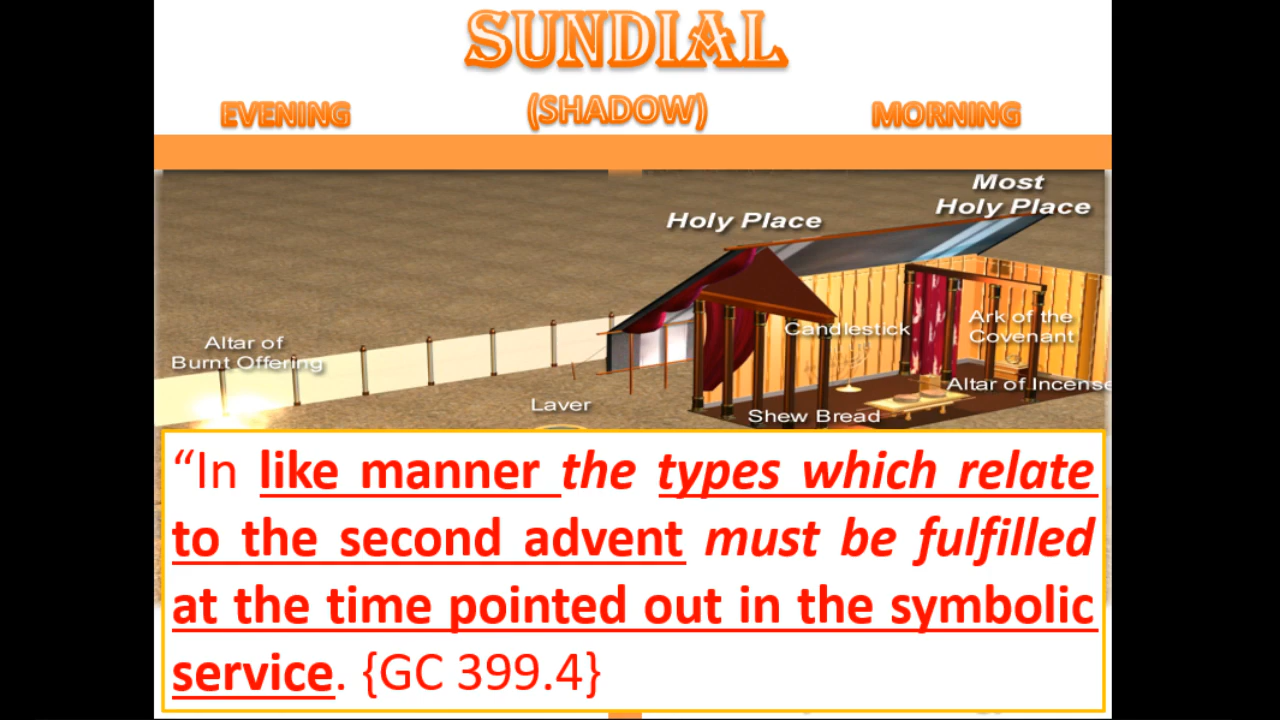 SUNDIAL
EVENING (SHADOW) MORNING
Most
Holy Place
Holy Place
Ark of the
Covenant
Candlestick
Altar of
Burnt Offering
Altar of Incense
Laver
Shew Bread
“In like manner the types which relate
to the second advent must be fulfilled
at the time pointed out in the symbolic
service. {GC 399.4}